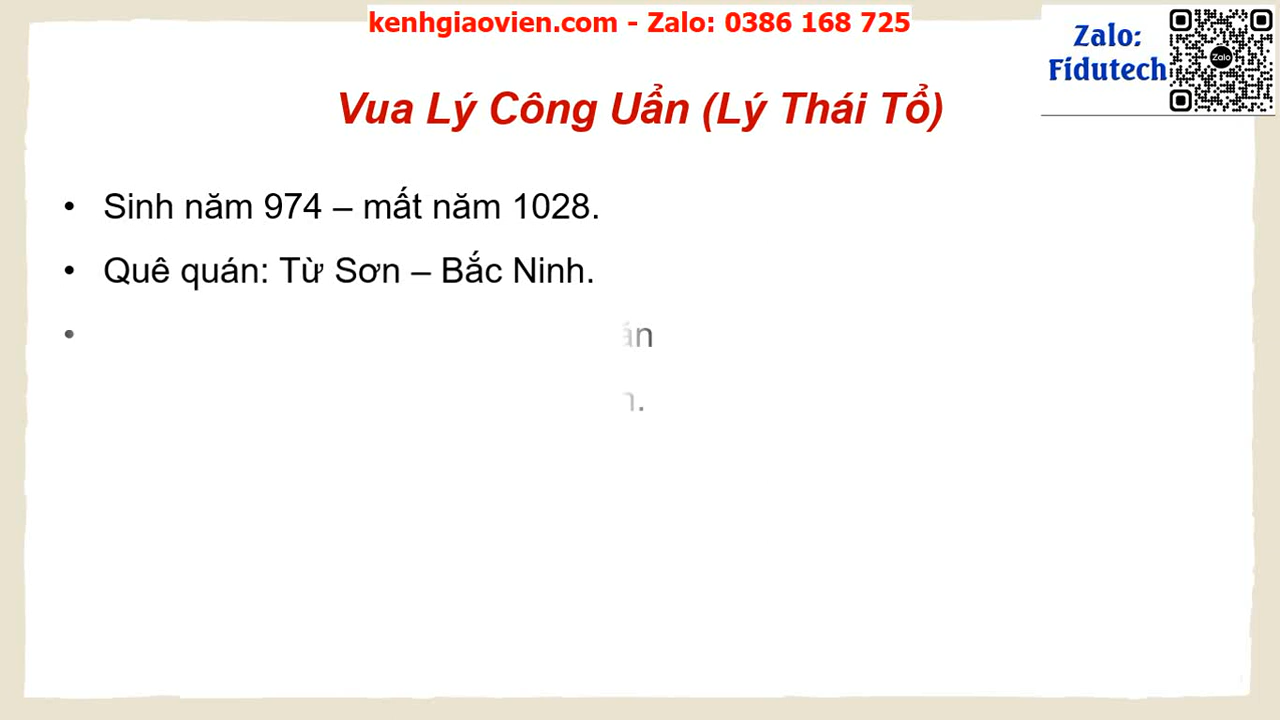 kenhgiaovien.com - Zalo: 0386 168 725
Zalo:
Fidutech
Zalo
Vua Lý Công Uẩn (Lý Thái Tổ)
• Sinh năm 974 – mất năm 1028.
• Quê quán: Từ Sơn – Bắc Ninh.
•